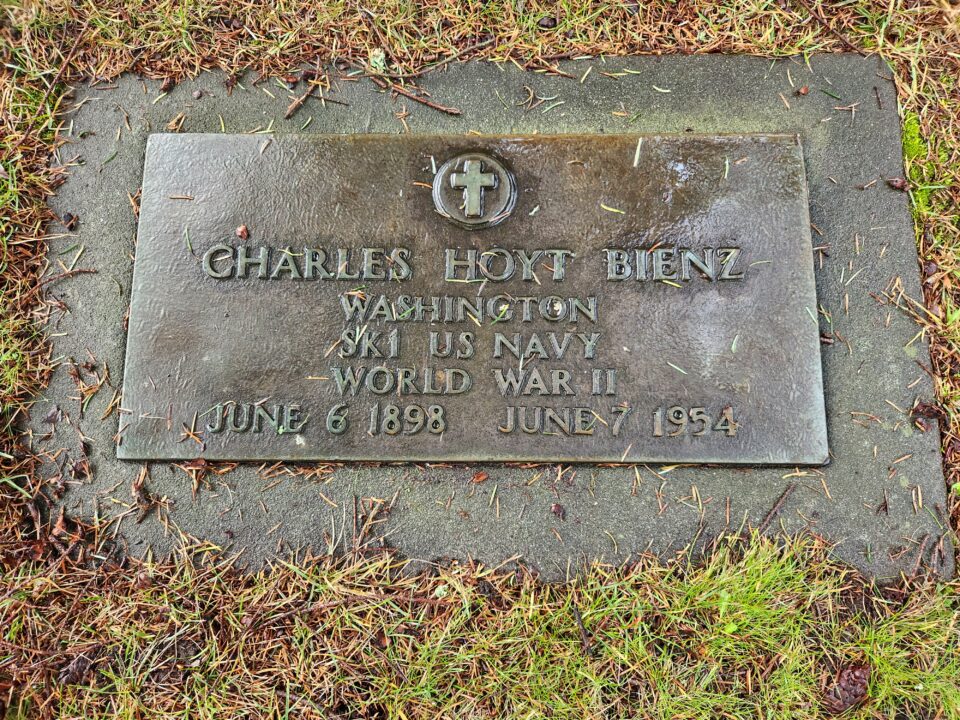 CHARLES HOYT BIENZ
WASHINGTON
SK1 US NAVY
WORLD WAR II
JUNE 6 1898 JUNE 7 1954